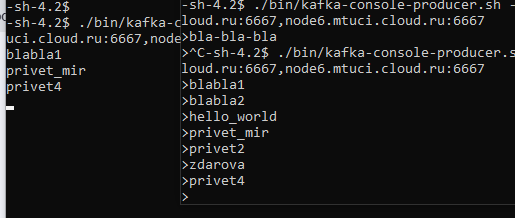 -sh-4.2$
-sh-4.2$ ./bin/kafka-cons
uci.cloud.ru:6667,node
blabla1
privet_mir
privet4
-sh-4.2$ ./bin/kafka-console-producer.sh -
loud.ru:6667,node6.mtuci.cloud.ru:6667
>bla-bla-bla
>^C-sh-4.2$ ./bin/kafka-console-producer.s
loud.ru:6667,node6.mtuci.cloud.ru:6667
>blabla1
>blabla2
>hello_world
>privet_mir
>privet2
>zdarova
>privet4
>